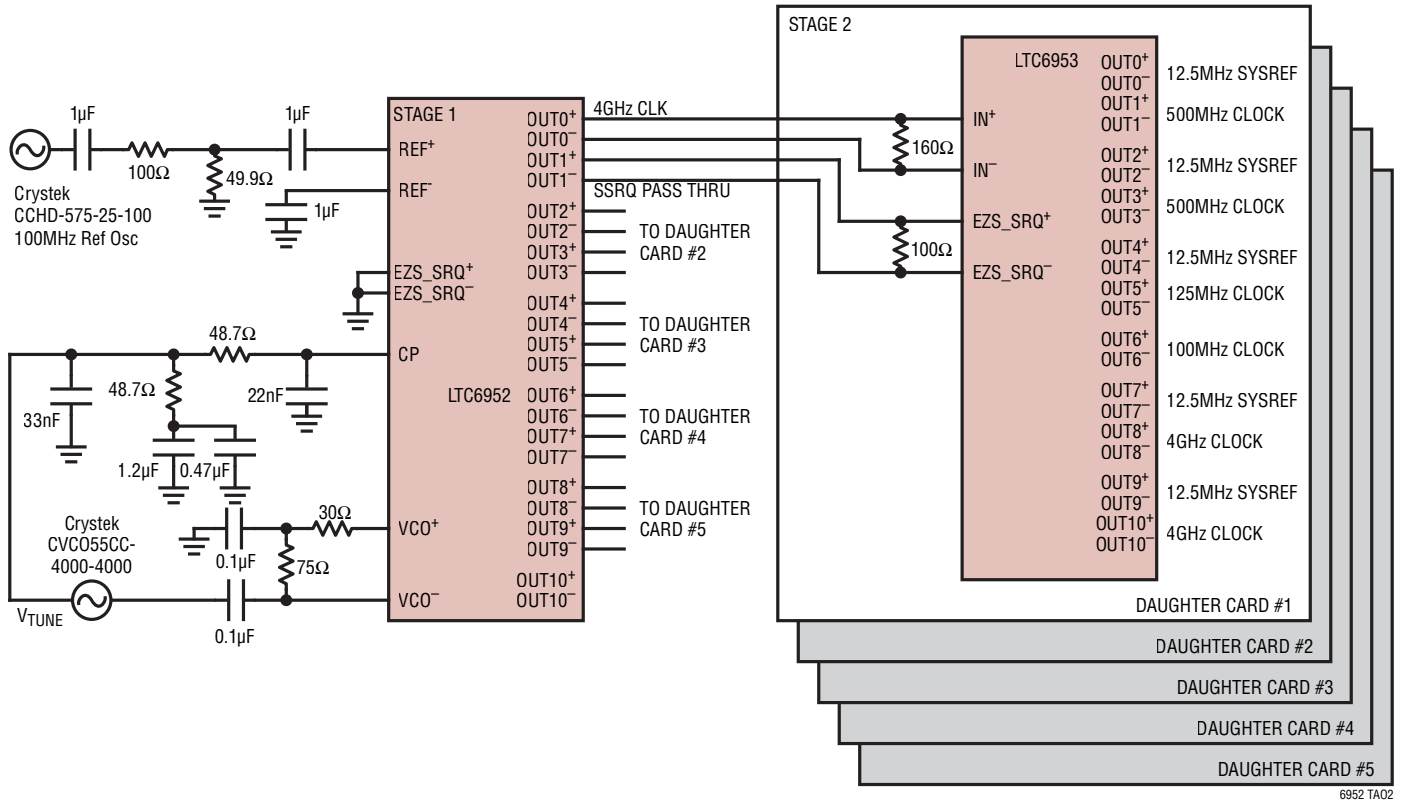 STAGE 2
1µF
1µF
100Ω
49.9Ω
Crystek
CCHD-575-25-100
100MHz Ref Osc
1µF
STAGE 1
LTC6952
REF+
REF-
EZS_SRQ+
EZS_SRQ–
CP
VCO+
VCO–
48.7Ω
48.7Ω
33nF
22nF
1.2µF
0.47µF
30Ω
0.1µF
75Ω
Crystek
CVCO55CC-
4000-4000
VTUNE
0.1µF
OUT0+
OUT0–
OUT1+
OUT1–
OUT2+
OUT2–
OUT3+
OUT3–
OUT4+
OUT4–
OUT5+
OUT5–
OUT6+
OUT6–
OUT7+
OUT7–
OUT8+
OUT8–
OUT9+
OUT9–
OUT10+
OUT10–
4GHz CLK
SSRQ PASS THRU
TO DAUGHTER
CARD #2
TO DAUGHTER
CARD #3
TO DAUGHTER
CARD #4
TO DAUGHTER
CARD #5
160Ω
100Ω
LTC6953
IN+
IN–
EZS_SRQ+
EZS_SRQ–
OUT0+
OUT0–
12.5MHz SYSREF
OUT1+
OUT1–
500MHz CLOCK
OUT2+
OUT2–
12.5MHz SYSREF
OUT3+
OUT3–
500MHz CLOCK
OUT4+
OUT4–
12.5MHz SYSREF
OUT5+
OUT5–
125MHz CLOCK
OUT6+
OUT6–
100MHz CLOCK
OUT7+
OUT7–
12.5MHz SYSREF
OUT8+
OUT8–
4GHz CLOCK
OUT9+
OUT9–
12.5MHz SYSREF
OUT10+
OUT10–
4GHz CLOCK
DAUGHTER CARD #1
DAUGHTER CARD #2
DAUGHTER CARD #3
DAUGHTER CARD #4
DAUGHTER CARD #5
6952 TA02